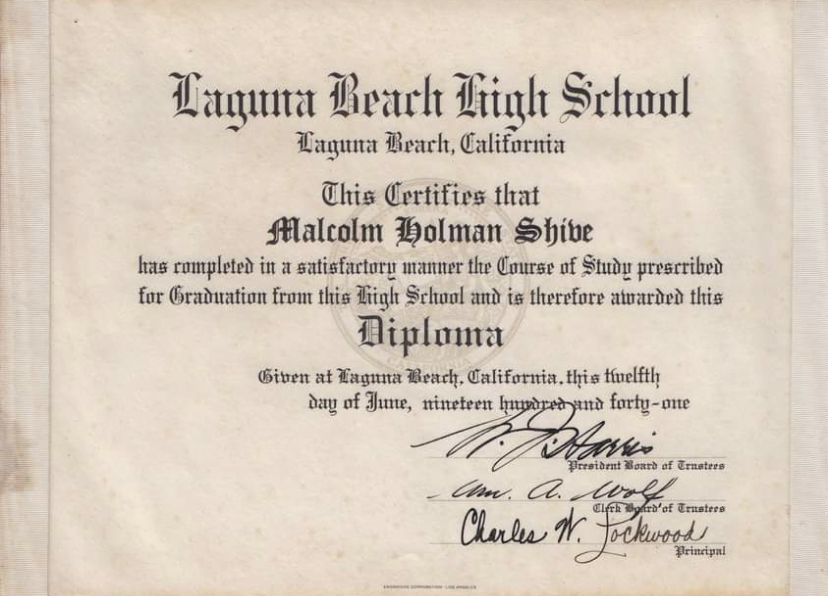 Laguna Beach High School
Laguna Beach, California
This Certifies that
Malcolm Holman Shive
has completed in a satisfactory manner the Course of Study prescribed
for Graduation from this High School and is therefore awarded this
Diploma
Given at Laguna Beach, California, this twelfth
day of June, nineteen hundred and forty-one
W. J. Harris
President Board of Trustees
Wm. A. Wolf
Clerk Board of Trustees
Charles W. Lockwood
Principal